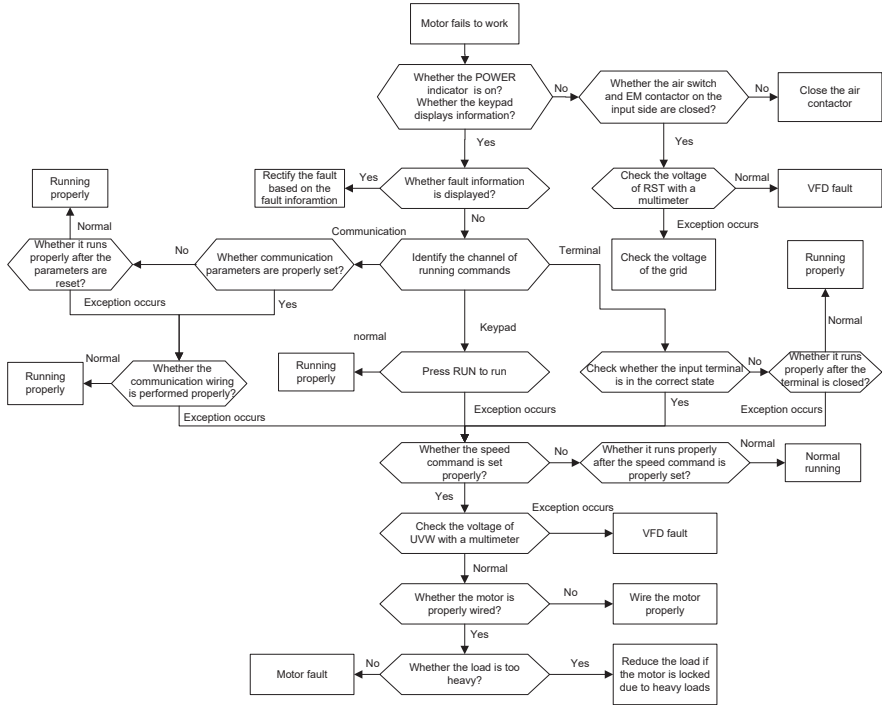 Motor fails to work
Whether the POWER
indicator is on?
Whether the keypad
displays information?
No
Whether the air switch
and EM contactor on the
input side are closed?
No
Close the air
contactor
Yes
Yes
Rectify the fault
based on the
fault inforamtion
Yes
Whether fault information
is displayed?
Check the voltage
of RST with a
multimeter
Normal
VFD fault
Running
properly
Normal
No
Exception occurs
Communication
Whether it runs
properly after the
parameters are
reset?
No
Whether communication
parameters are properly set?
Identify the channel of
running commands
Terminal
Check the voltage
of the grid
Running
properly
Exception occurs
Yes
Keypad
Normal
normal
Running
properly
Normal
Whether the
communication wiring
is performed properly?
Running
properly
Press RUN to run
Check whether the input terminal
is in the correct state
No
Whether it runs
properly after the
terminal is closed?
Exception occurs
Exception occurs
Yes
Exception occurs
Whether the speed
command is set
properly?
No
Whether it runs properly
after the speed command is
properly set?
Normal
Normal
running
Yes
Check the voltage of
UVW with a multimeter
Exception occurs
VFD fault
Normal
Whether the motor is
properly wired?
No
Wire the motor
properly
Yes
Motor fault
No
Whether the load is too
heavy?
Yes
Reduce the load if
the motor is locked
due to heavy loads